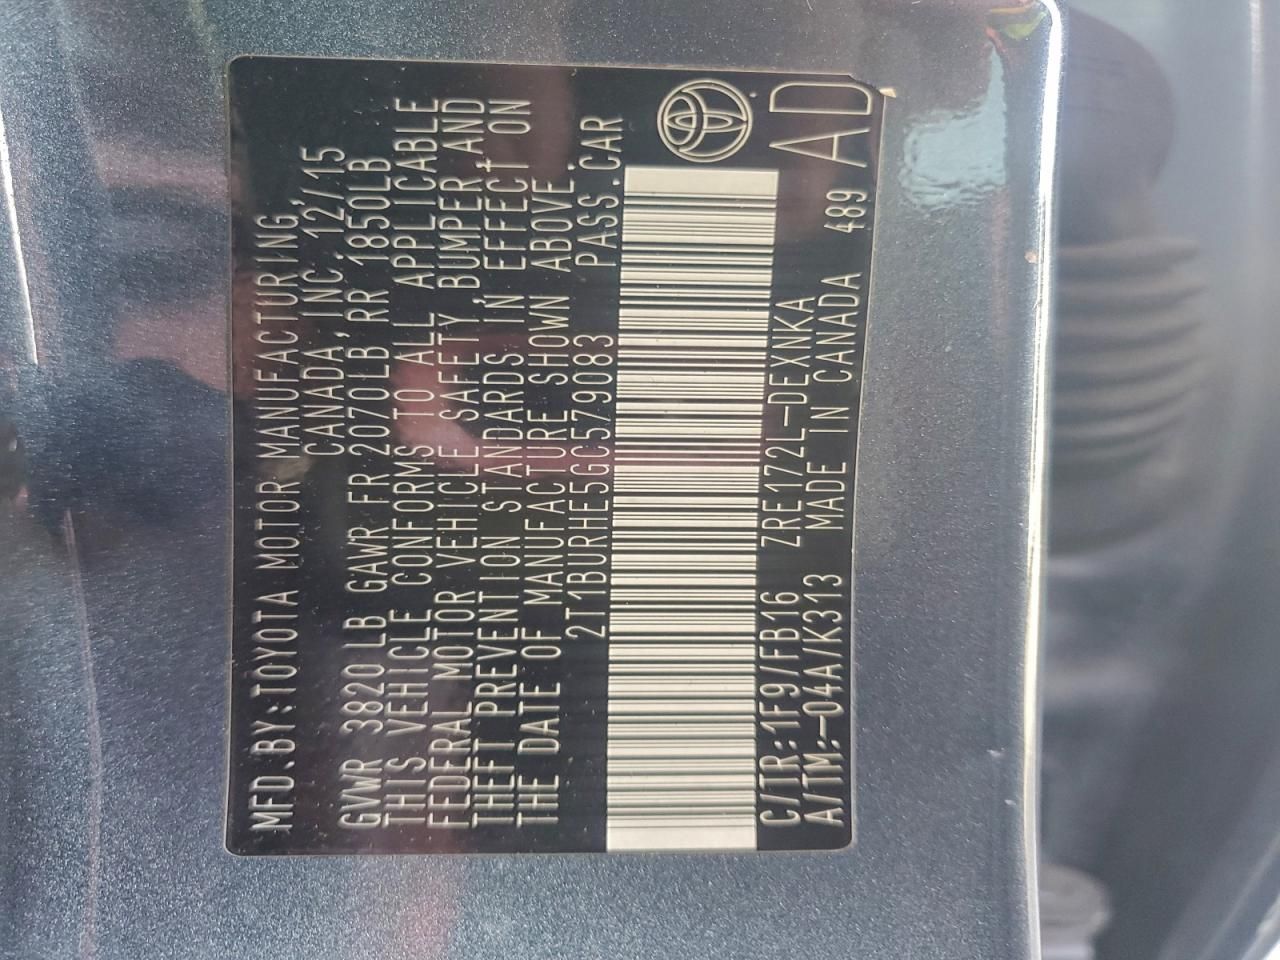 MFD.BY:TOYOTA MOTOR MANUFACTURING,
CANADA, INC. 12/15
GVWR 3820 LB GAWR FR 2070LB RR 1850LB
THIS VEHICLE CONFORMS TO ALL APPLICABLE
FEDERAL MOTOR VEHICLE SAFETY, BUMPER, AND
THEFT PREVENTION STANDARDS IN EFFECT ON
THE DATE OF MANUFACTURE SHOWN ABOVE.
2T1BURHE5GC579083 PASS.CAR
C/TR:1F9/FB16 ZRE172L-DEXNKA
A/TM:-04A/K313 MADE IN CANADA 489 AD